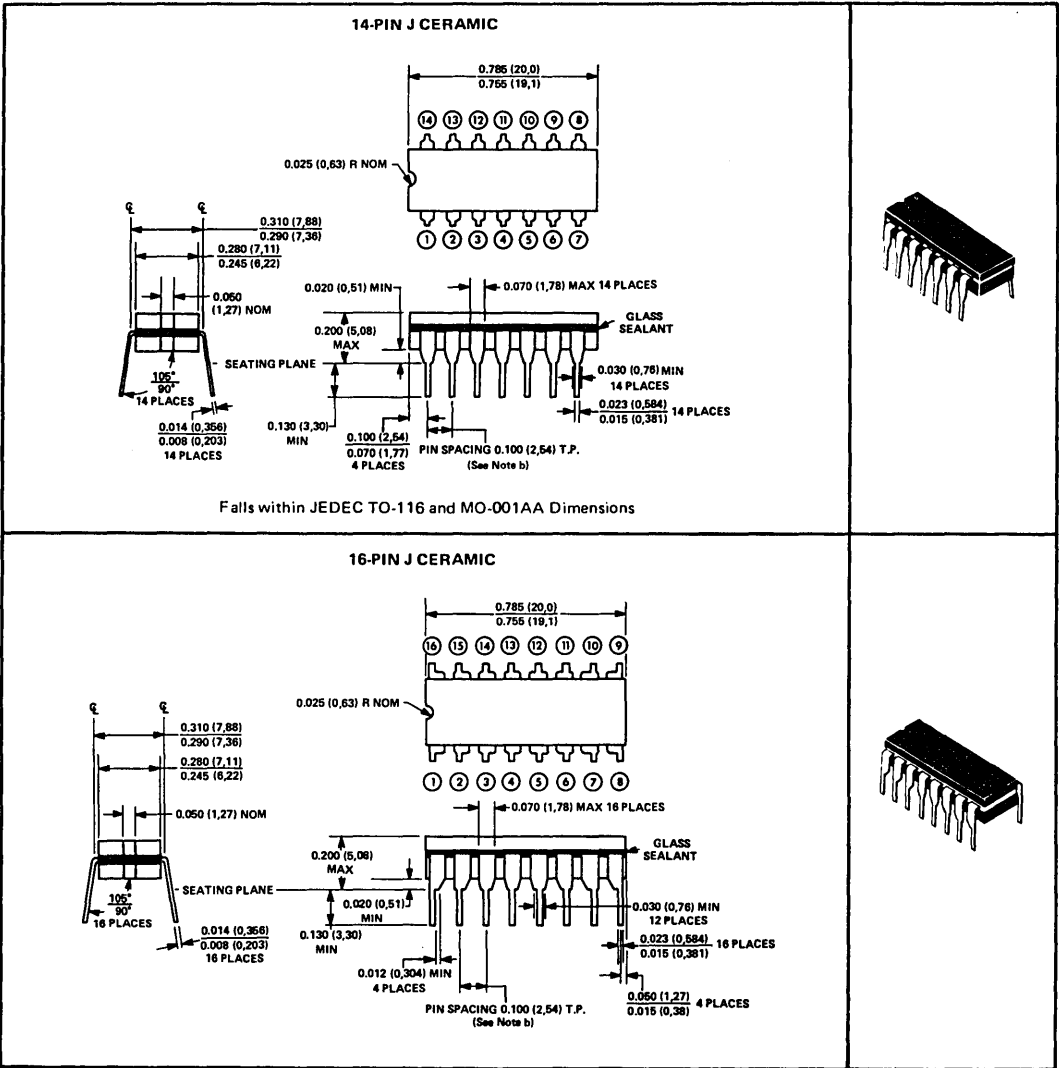 14-PIN J CERAMIC
0.785 (20,0)
0.755 (19,1)
14 13 12 11 10 9 8
0.025 (0,63) R NOM
1 2 3 4 5 6 7
℄ ℄
0.310 (7,88)
0.290 (7,36)
0.280 (7,11)
0.245 (6,22)
0.050
(1,27) NOM
0.020 (0,51) MIN
0.070 (1,78) MAX 14 PLACES
0.200 (5,08)
MAX
GLASS
SEALANT
SEATING PLANE
105°
90°
14 PLACES
0.030 (0,76) MIN
14 PLACES
0.014 (0,356)
0.008 (0,203)
14 PLACES
0.130 (3,30)
MIN
0.100 (2,54)
0.070 (1,77)
4 PLACES
0.023 (0,584)
0.015 (0,381)
14 PLACES
PIN SPACING 0.100 (2,54) T.P.
(See Note b)
Falls within JEDEC TO-116 and MO-001AA Dimensions
16-PIN J CERAMIC
0.785 (20,0)
0.755 (19,1)
16 15 14 13 12 11 10 9
0.025 (0,63) R NOM
1 2 3 4 5 6 7 8
℄ ℄
0.310 (7,88)
0.290 (7,36)
0.280 (7,11)
0.245 (6,22)
0.050 (1,27) NOM
0.070 (1,78) MAX 16 PLACES
0.200 (5,08)
MAX
GLASS
SEALANT
SEATING PLANE
105°
90°
16 PLACES
0.020 (0,51)
MIN
0.030 (0,76) MIN
12 PLACES
0.014 (0,356)
0.008 (0,203)
16 PLACES
0.130 (3,30)
MIN
0.023 (0,584)
0.015 (0,381)
16 PLACES
0.012 (0,304) MIN
4 PLACES
PIN SPACING 0.100 (2,54) T.P.
(See Note b)
0.050 (1,27)
0.015 (0,38)
4 PLACES